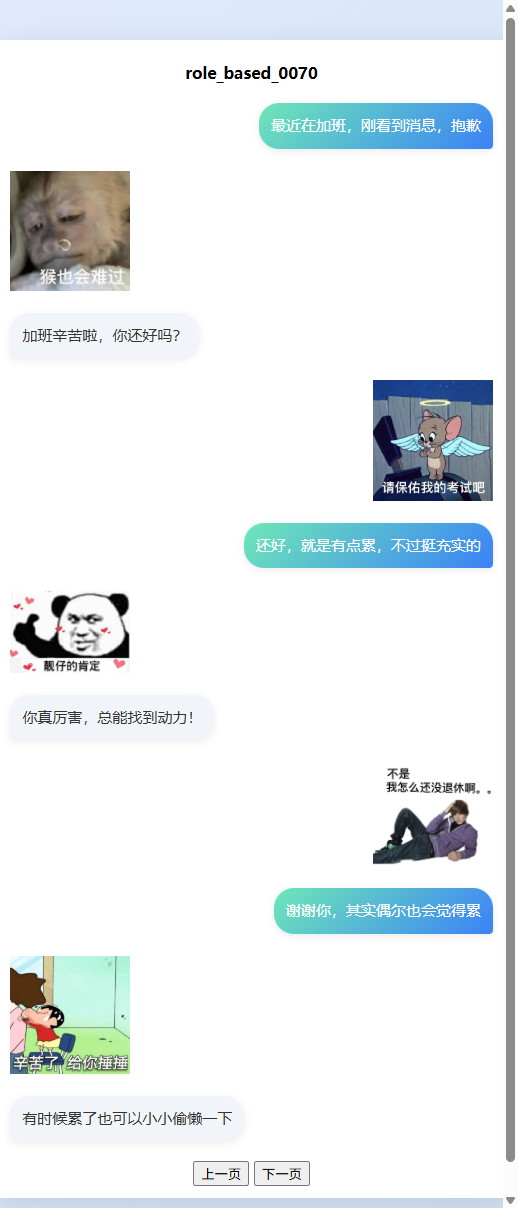 role_based_0070
最近在加班，刚看到消息，抱歉
猴也会难过
加班辛苦啦，你还好吗？
请保佑我的考试吧
还好，就是有点累，不过挺充实的
靓仔的肯定
你真厉害，总能找到动力！
不是
我怎么还没退休啊。。
谢谢你，其实偶尔也会觉得累
辛苦了 给你捶捶
有时候累了也可以小小偷懒一下
上一页 下一页